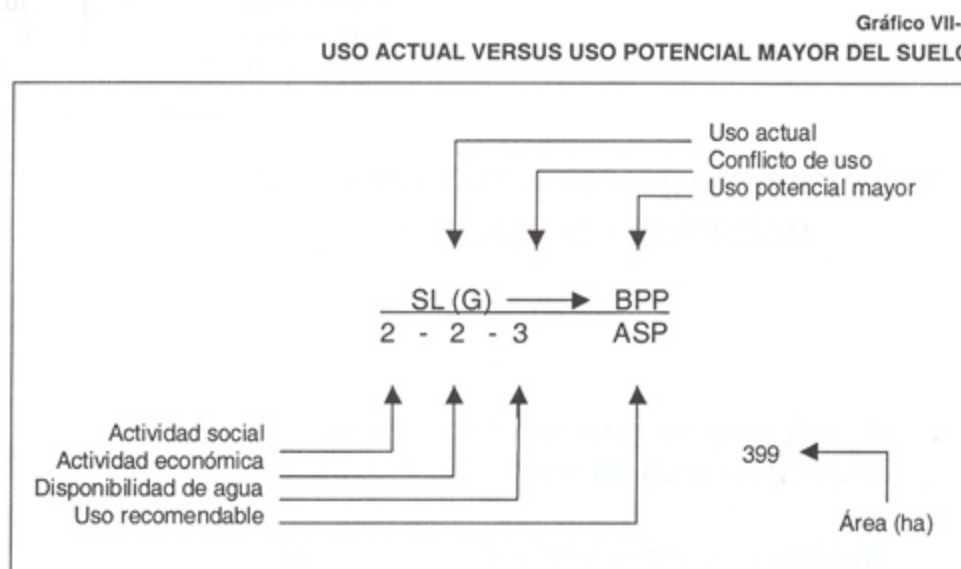 Gráfico VII-
USO ACTUAL VERSUS USO POTENCIAL MAYOR DEL SUELO
Uso actual
Conflicto de uso
Uso potencial mayor
SL (G) BPP
2 - 2 - 3 ASP
Actividad social
Actividad económica
Disponibilidad de agua
Uso recomendable
399
Área (ha)